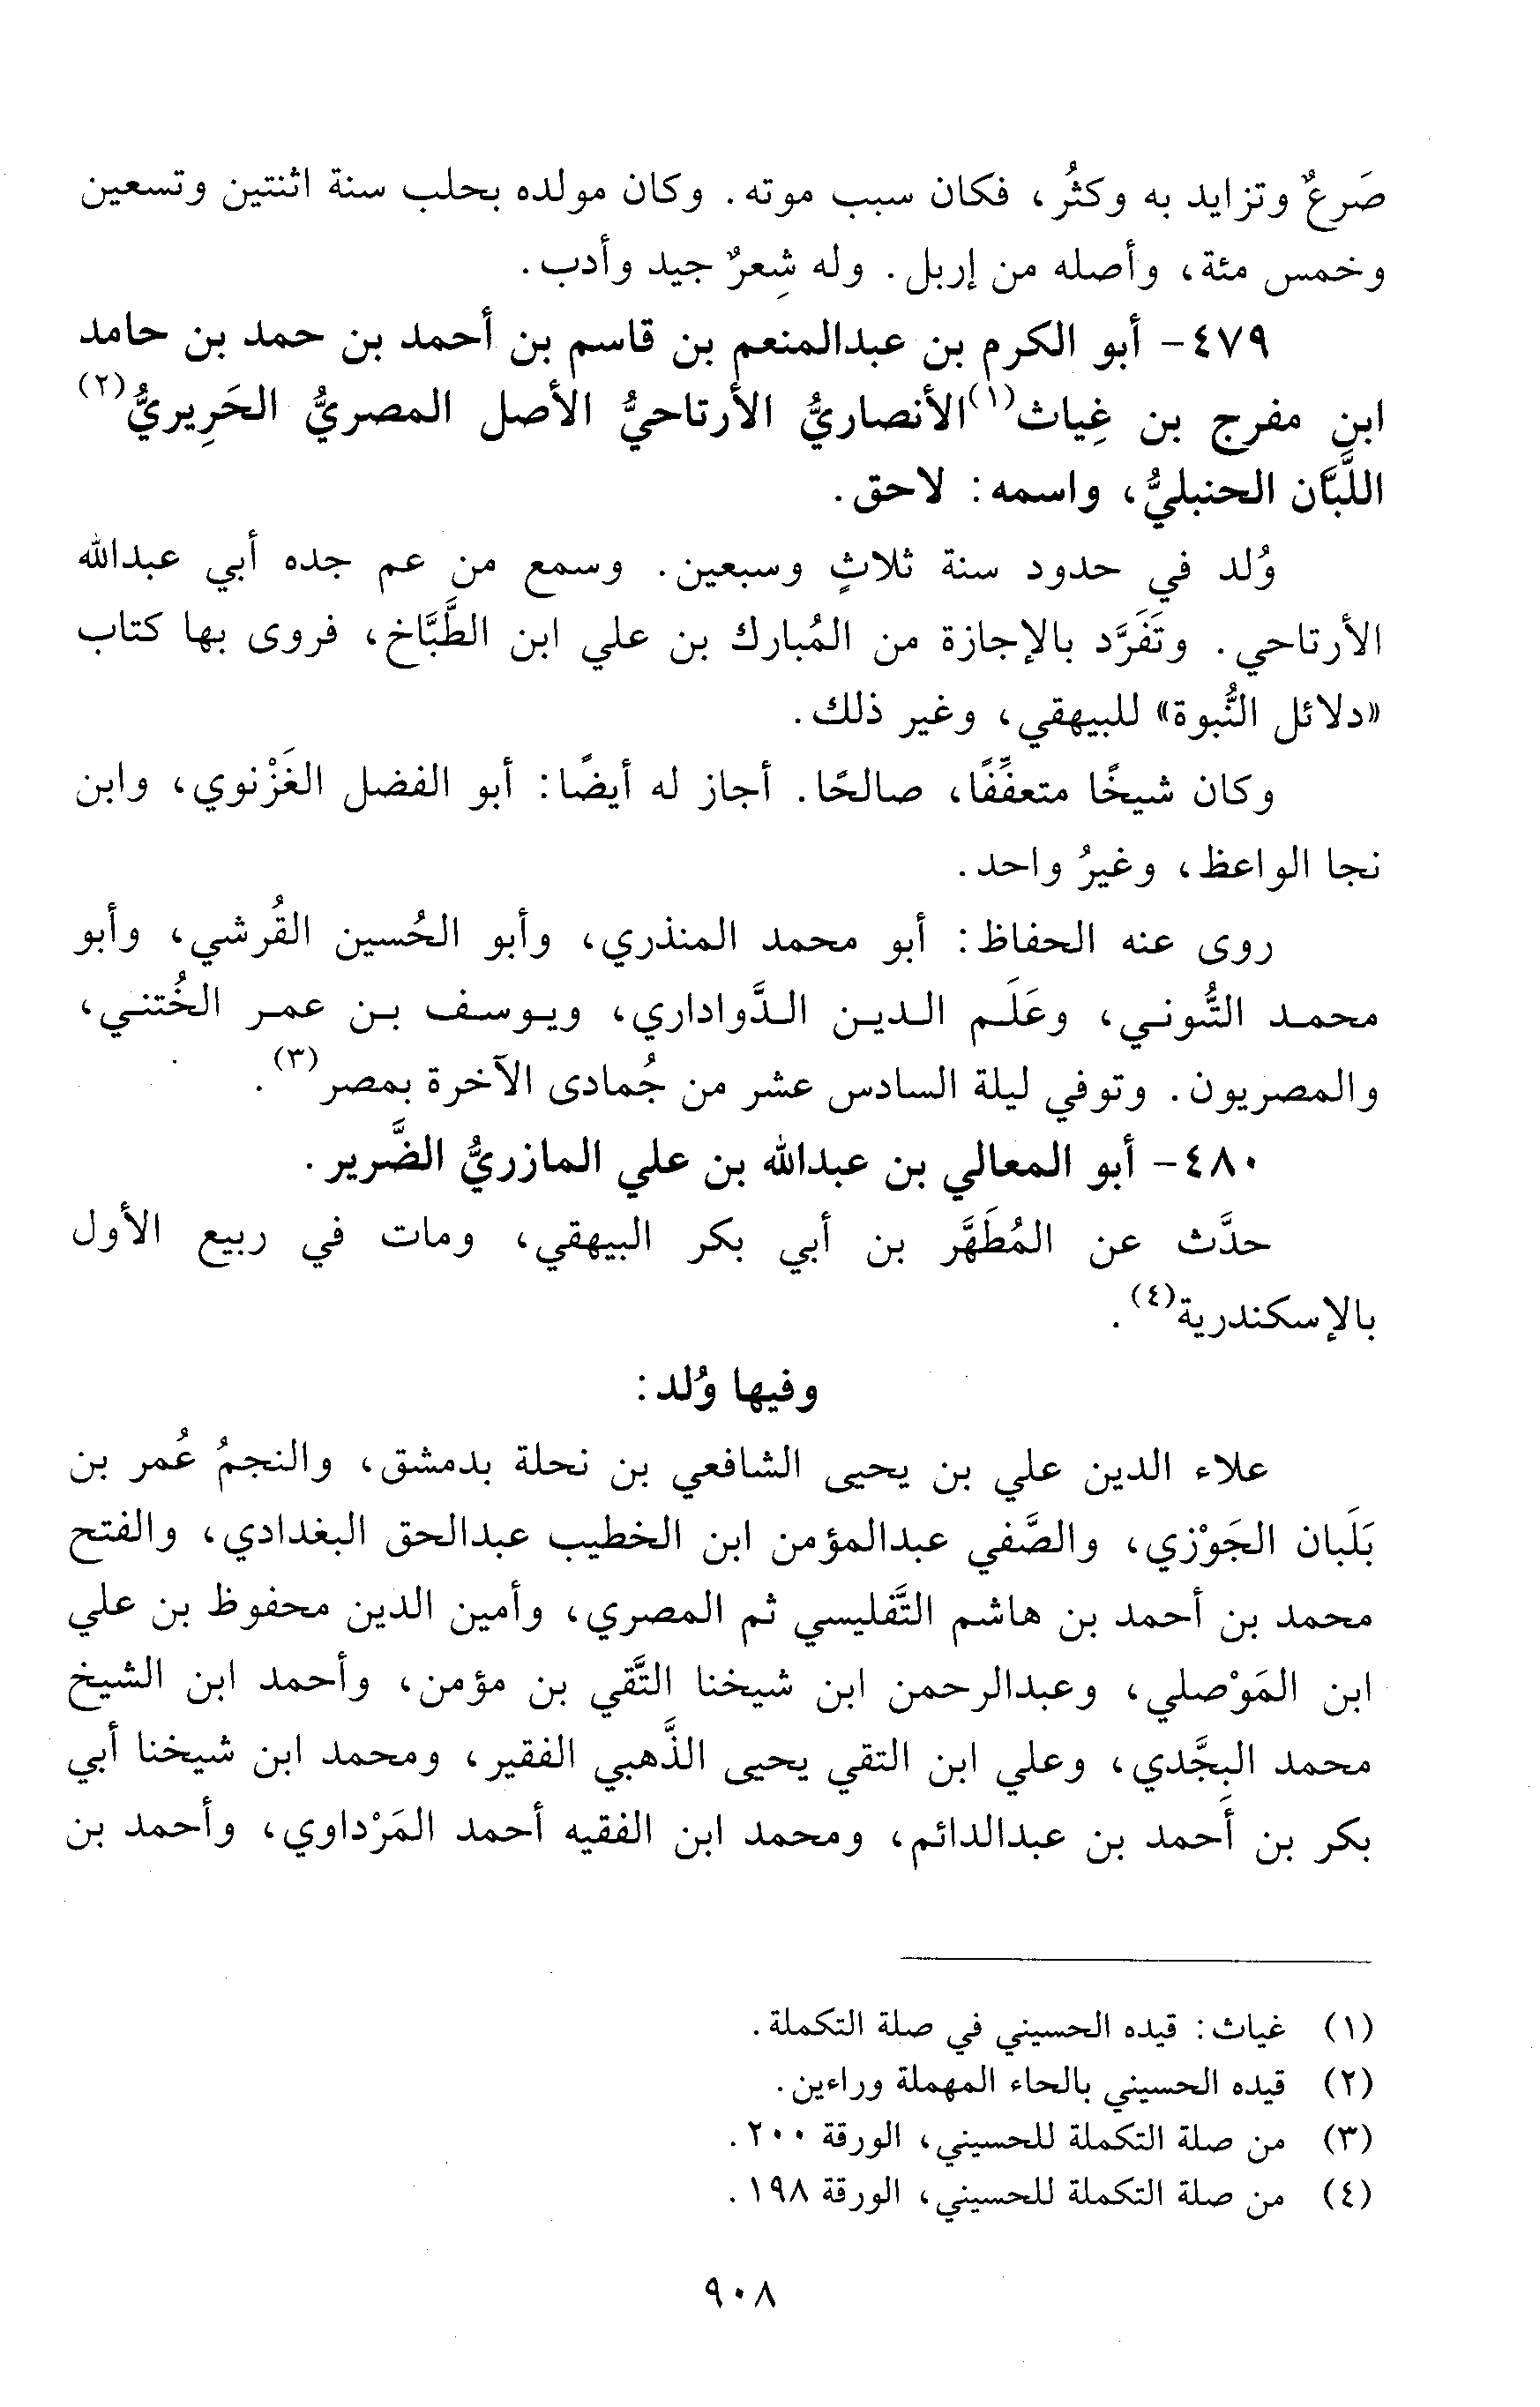 صَرعٌ وتزايد به وكثُر، فكان سبب موته. وكان مولده بحلب سنة اثنتين وتسعين
وخمس مئة، وأصله من إربل. وله شِعرٌ جيد وأدب.
٤٧٩- أبو الكرم بن عبدالمنعم بن قاسم بن أحمد بن حمد بن حامد
ابن مفرج بن غِياث(١) الأنصاريُّ الأرتاحيُّ الأصل المصريُّ الحَرِيريُّ(٢)
اللَّبَّان الحنبليُّ، واسمه: لاحق.
وُلد في حدود سنة ثلاثٍ وسبعين. وسمع من عم جده أبي عبدالله
الأرتاحي. وتَفَرَّد بالإجازة من المُبارك بن علي ابن الطَّبَّاخ، فروى بها كتاب
«دلائل النُّبوة» للبيهقي، وغير ذلك.
وكان شيخًا متعفِّفًا، صالحًا. أجاز له أيضًا: أبو الفضل الغَزْنوي، وابن
نجا الواعظ، وغيرُ واحد.
روى عنه الحفاظ: أبو محمد المنذري، وأبو الحُسين القُرشي، وأبو
محمد التُّوني، وعَلَم الدين الدَّواداري، ويوسف بن عمر الخُتني،
والمصريون. وتوفي ليلة السادس عشر من جُمادى الآخرة بمصر(٣).
٤٨٠- أبو المعالي بن عبدالله بن علي المازريُّ الضَّرير.
حدَّث عن المُطَهَّر بن أبي بكر البيهقي، ومات في ربيع الأول
بالإسكندرية(٤).
وفيها وُلد:
علاء الدين علي بن يحيى الشافعي بن نحلة بدمشق، والنجمُ عُمر بن
بَلَبان الجَوْزي، والصَّفي عبدالمؤمن ابن الخطيب عبدالحق البغدادي، والفتح
محمد بن أحمد بن هاشم التَّفليسي ثم المصري، وأمين الدين محفوظ بن علي
ابن المَوْصلي، وعبدالرحمن ابن شيخنا التَّقي بن مؤمن، وأحمد ابن الشيخ
محمد البِجَّدي، وعلي ابن التقي يحيى الذَّهبي الفقير، ومحمد ابن شيخنا أبي
بكر بن أَحمد بن عبدالدائم، ومحمد ابن الفقيه أحمد المَرْداوي، وأحمد بن
(١) غياث: قيده الحسيني في صلة التكملة.
(٢) قيده الحسيني بالحاء المهملة وراءين.
(٣) من صلة التكملة للحسيني، الورقة ٢٠٠.
(٤) من صلة التكملة للحسيني، الورقة ١٩٨.
٩٠٨